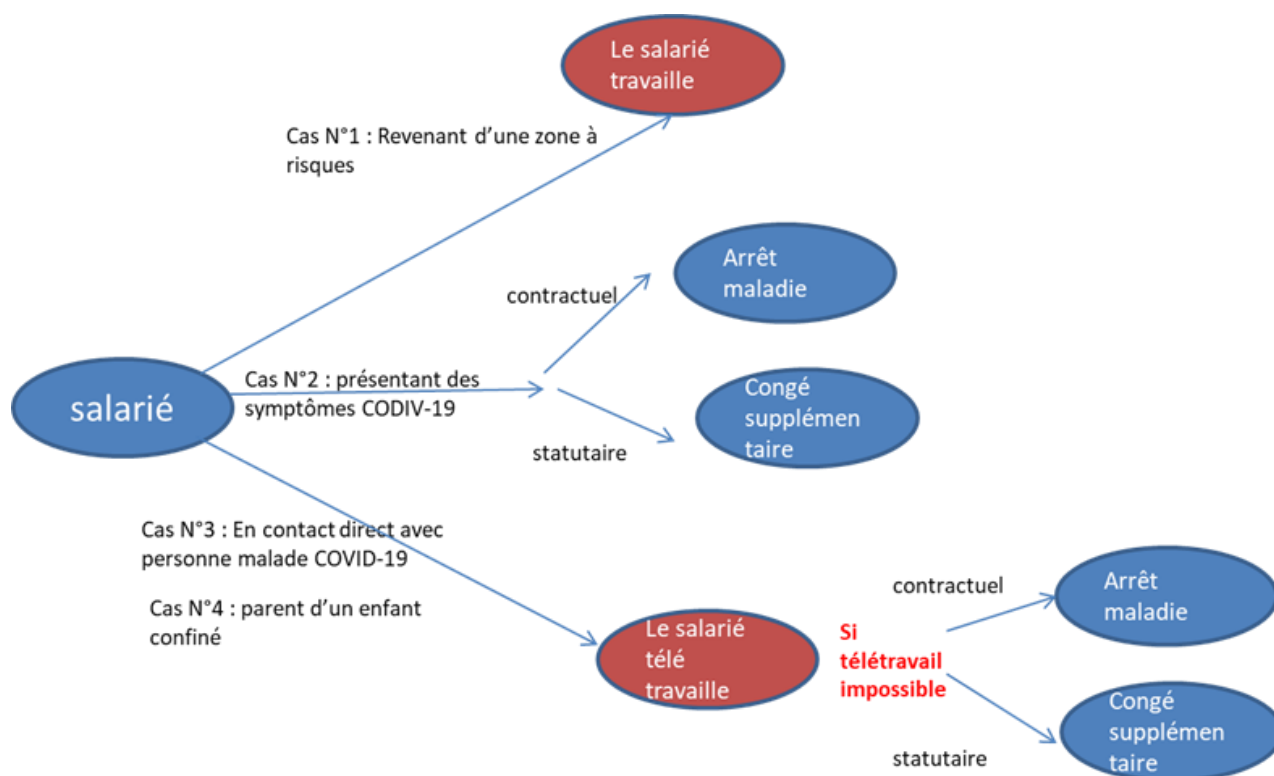 Le salarié
travaille
Cas N°1 : Revenant d'une zone à
risques
Arrêt
maladie
contractuel
salarié
Cas N°2 : présentant des
symptômes CODIV-19
Congé
supplémen
taire
statutaire
Cas N°3 : En contact direct avec
personne malade COVID-19
Cas N°4 : parent d'un enfant
confiné
Le salarié
télé
travaille
Si
télétravail
impossible
contractuel
Arrêt
maladie
statutaire
Congé
supplémen
taire